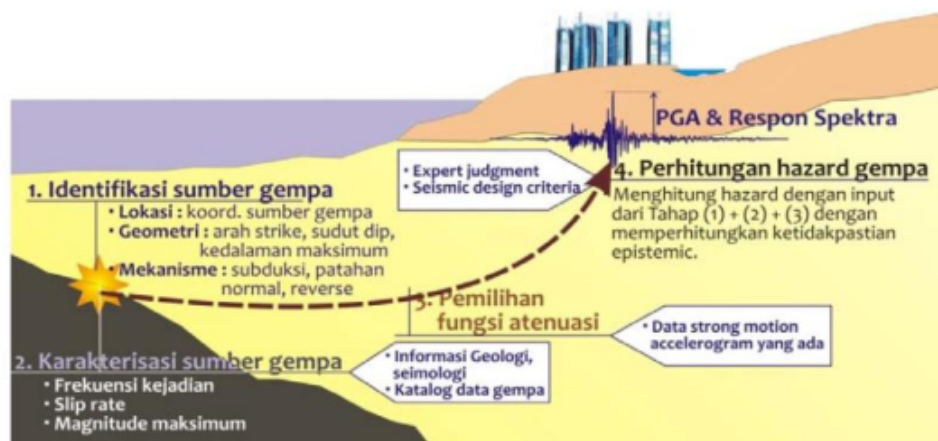 PGA & Respon Spektra
• Expert judgment
• Seismic design criteria
4. Perhitungan hazard gempa
Menghitung hazard dengan input
dari Tahap (1) + (2) + (3) dengan
memperhitungkan ketidakpastian
epistemic.
1. Identifikasi sumber gempa
• Lokasi : koord. sumber gempa
• Geometri : arah strike, sudut dip,
kedalaman maksimum
• Mekanisme : subduksi, patahan
normal, reverse
3. Pemilihan
fungsi atenuasi
• Data strong motion
accelerogram yang ada
2. Karakterisasi sumber gempa
• Frekuensi kejadian
• Slip rate
• Magnitude maksimum
• Informasi Geologi,
seimologi
• Katalog data gempa